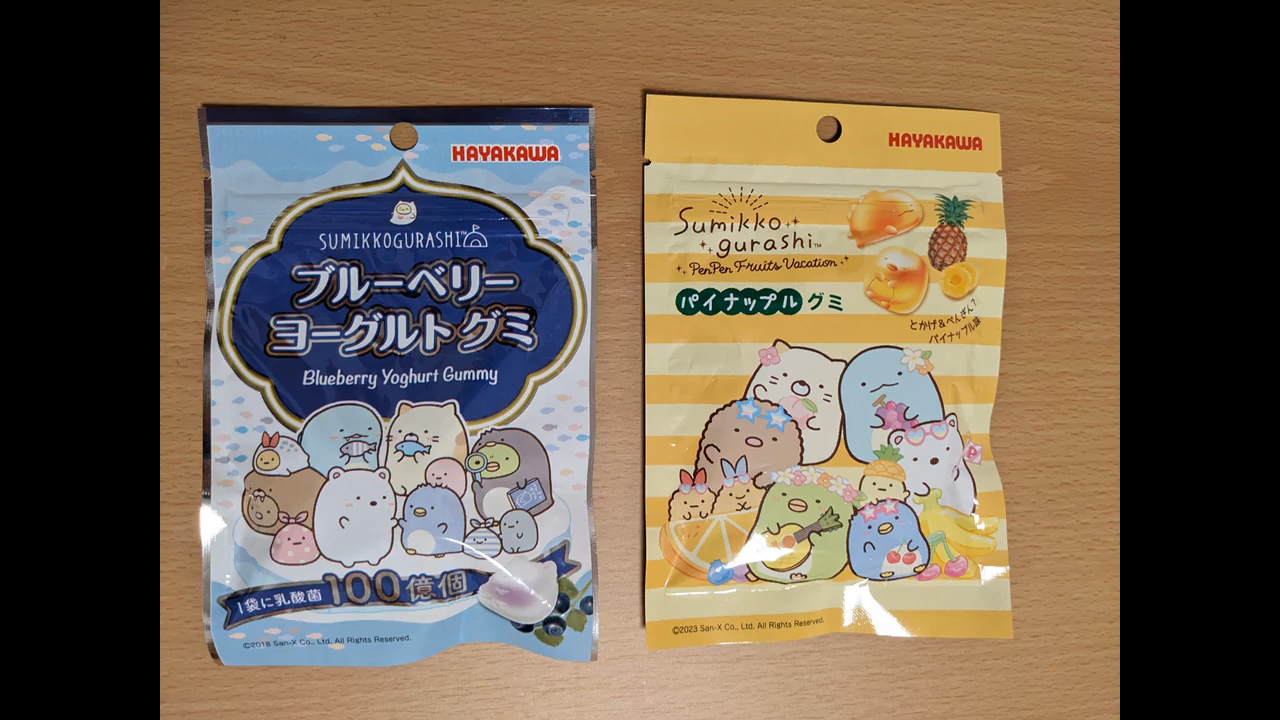 HAYAKAWA
SUMIKKOGURASHI™
ブルーベリー
ヨーグルト グミ
Blueberry Yoghurt Gummy
1袋に乳酸菌100億個
©2018 San-X Co., Ltd. All Rights Reserved.
HAYAKAWA
Sumikko
gurashi™
PenPen Fruits Vacation
パイナップル グミ
とかげ&ぺんぎん?
パイナップル味
©2023 San-X Co., Ltd. All Rights Reserved.